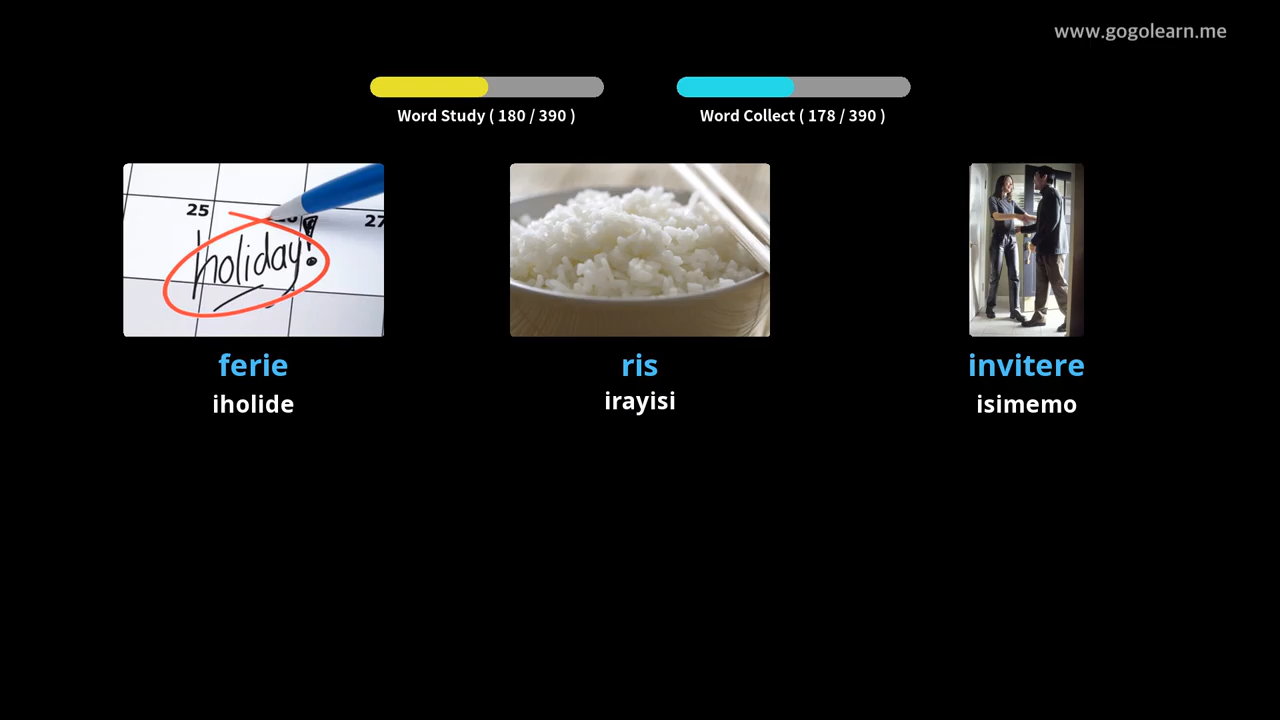 www.gogolearn.me
Word Study ( 180 / 390 )
Word Collect ( 178 / 390 )
25
27
holiday!
ferie
iholide
ris
irayisi
invitere
isimemo